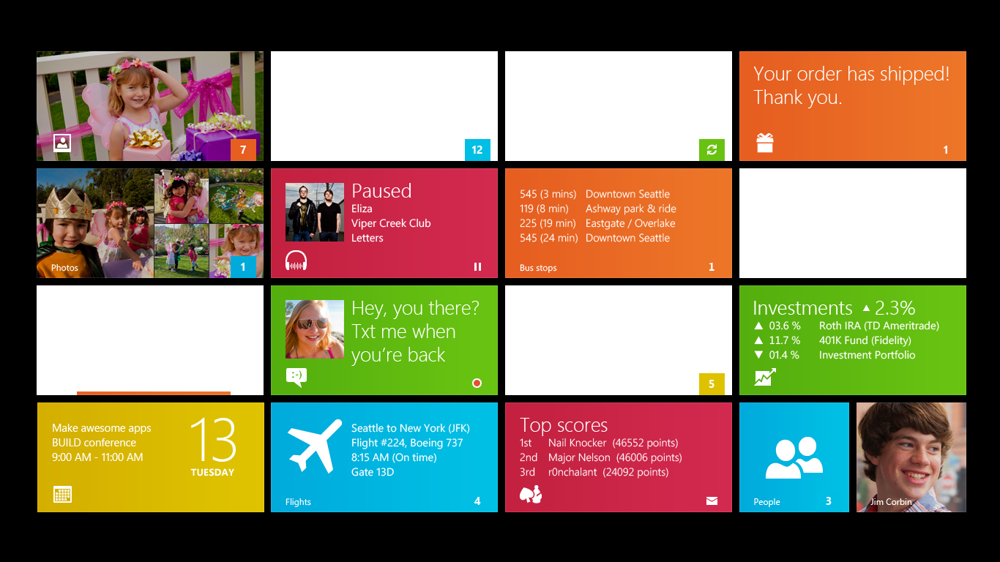 7
12
Your order has shipped!
Thank you.
1
Photos
1
Paused
Eliza
Viper Creek Club
Letters
545 (3 mins) Downtown Seattle
119 (8 min) Ashway park & ride
225 (19 min) Eastgate / Overlake
545 (24 min) Downtown Seattle
Bus stops 1
Hey, you there?
Txt me when
you're back
:-)
5
Investments ▲ 2.3%
▲ 03.6 % Roth IRA (TD Ameritrade)
▲ 11.7 % 401K Fund (Fidelity)
▼ 01.4 % Investment Portfolio
Make awesome apps
BUILD conference
9:00 AM - 11:00 AM
13
TUESDAY
Seattle to New York (JFK)
Flight #224, Boeing 737
8:15 AM (On time)
Gate 13D
Flights 4
Top scores
1st Nail Knocker (46552 points)
2nd Major Nelson (46006 points)
3rd r0nchalant (24092 points)
People 3
Jim Corbin